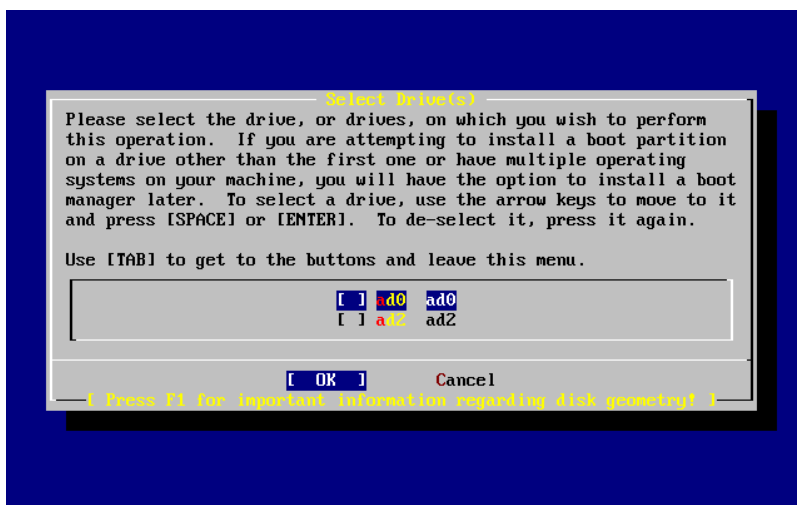 Select Drive(s)
Please select the drive, or drives, on which you wish to perform
this operation.  If you are attempting to install a boot partition
on a drive other than the first one or have multiple operating
systems on your machine, you will have the option to install a boot
manager later.  To select a drive, use the arrow keys to move to it
and press [SPACE] or [ENTER].  To de-select it, press it again.
Use [TAB] to get to the buttons and leave this menu.
[ ] ad0  ad0
[ ] ad2  ad2
[  OK  ]  Cancel
[ Press F1 for important information regarding disk geometry! ]